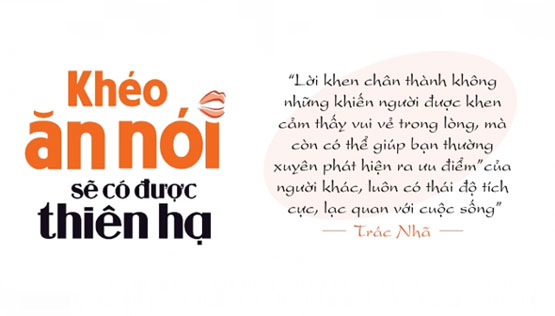 Khéo
ăn nói
sẽ có được
thiên hạ
“Lời khen chân thành không
những khiến người được khen
cảm thấy vui vẻ trong lòng, mà
còn có thể giúp bạn thường
xuyên phát hiện ra ưu điểm”của
người khác, luôn có thái độ tích
cực, lạc quan với cuộc sống”
Trác Nhã